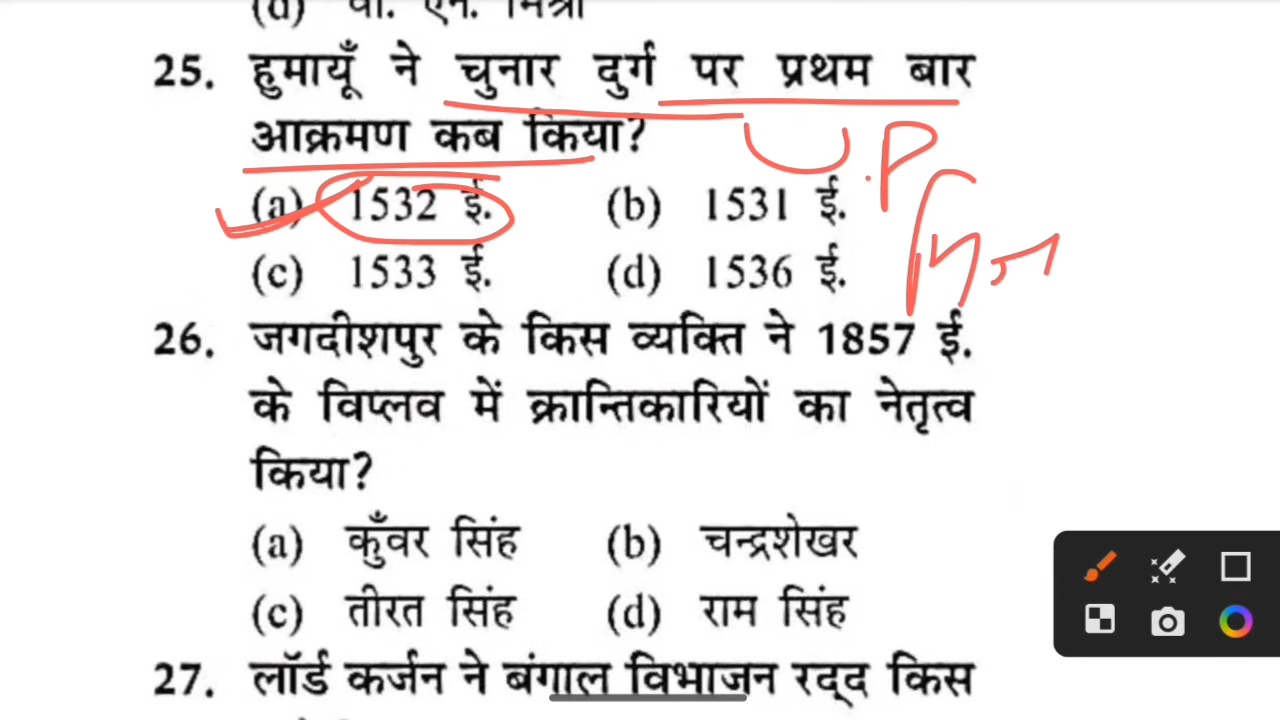 (d) वी. एन. मिश्रा
25. हुमायूँ ने चुनार दुर्ग पर प्रथम बार
आक्रमण कब किया?
U.P
(a) 1532 ई. (b) 1531 ई.
(c) 1533 ई. (d) 1536 ई.
26. जगदीशपुर के किस व्यक्ति ने 1857 ई.
के विप्लव में क्रान्तिकारियों का नेतृत्व
किया?
(a) कुँवर सिंह (b) चन्द्रशेखर
(c) तीरत सिंह (d) राम सिंह
27. लॉर्ड कर्जन ने बंगाल विभाजन रद्द किस